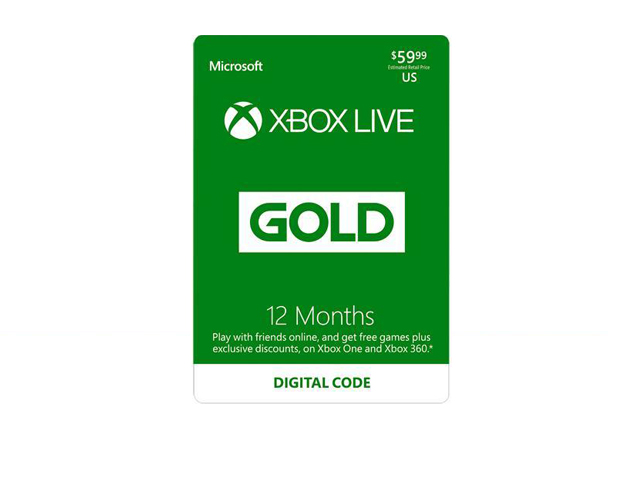 Microsoft
$59.99
Estimated Retail Price
US
XBOX LIVE
GOLD
12 Months
Play with friends online, and get free games plus
exclusive discounts, on Xbox One and Xbox 360.*
DIGITAL CODE